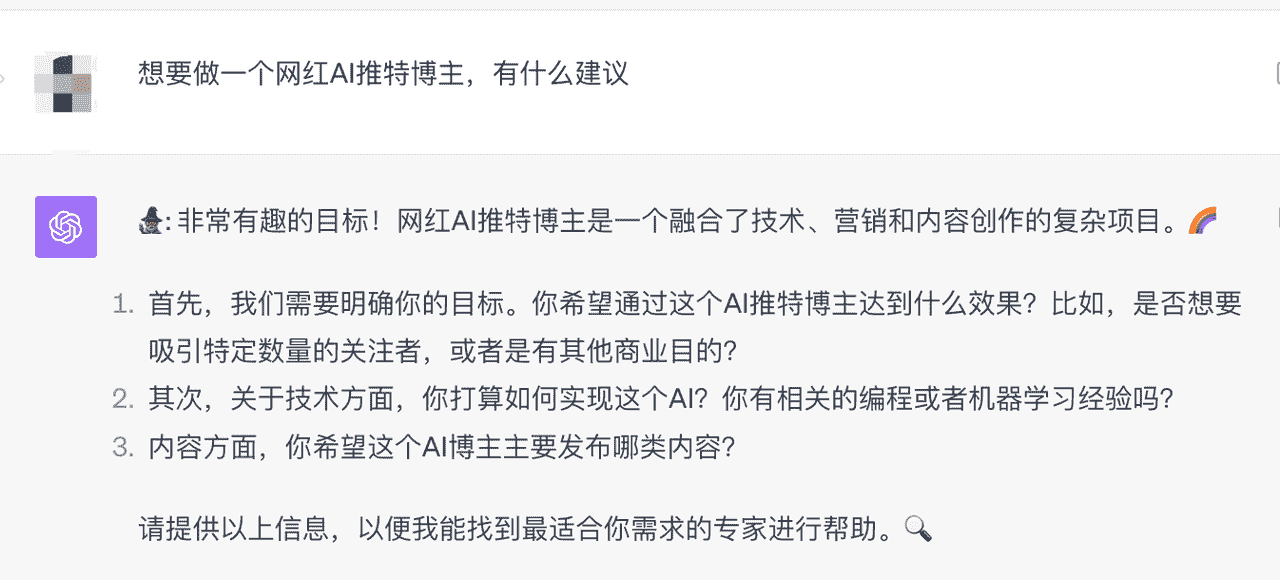 想要做一个网红AI推特博主，有什么建议
🧙🏾‍♂️: 非常有趣的目标！网红AI推特博主是一个融合了技术、营销和内容创作的复杂项目。🌈
1. 首先，我们需要明确你的目标。你希望通过这个AI推特博主达到什么效果？比如，是否想要
吸引特定数量的关注者，或者是有其他商业目的？
2. 其次，关于技术方面，你打算如何实现这个AI？你有相关的编程或者机器学习经验吗？
3. 内容方面，你希望这个AI博主主要发布哪类内容？
请提供以上信息，以便我能找到最适合你需求的专家进行帮助。🔍